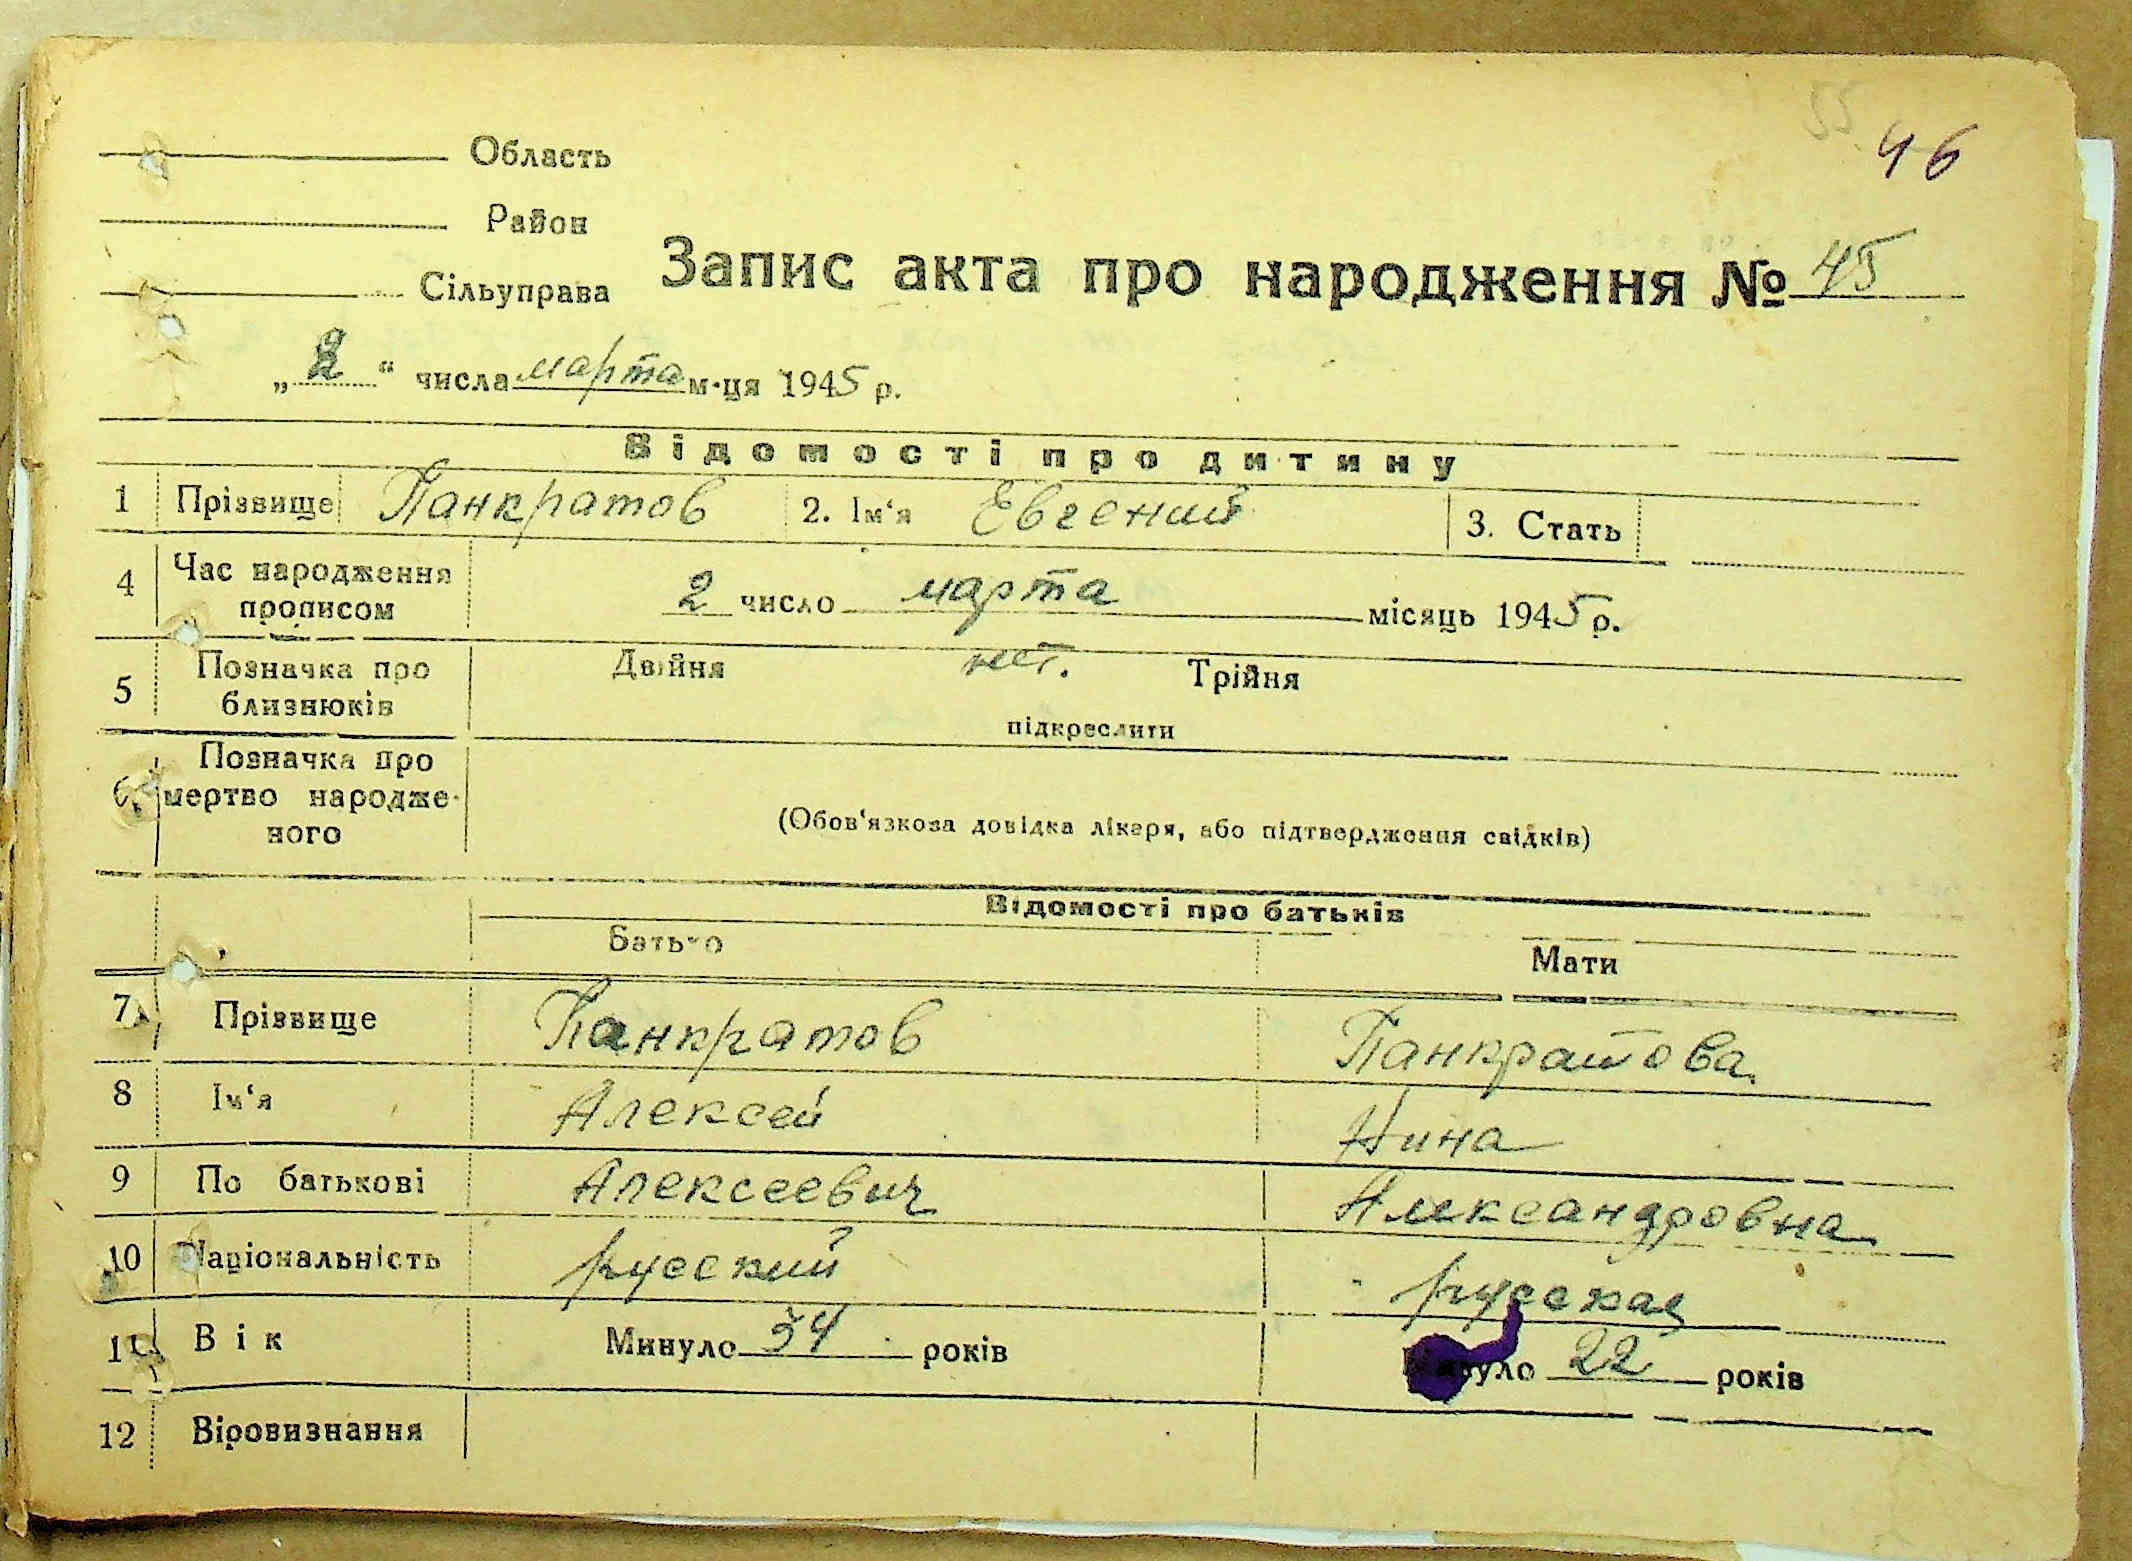 55
46
Область
Район
Сільуправа
Запис акта про народження № 45
„2“ числа марта м-ця 1945 р.
Відомості про дитину
1 Прізвище Панкратов 2. Ім‘я Евгений 3. Стать
4 Час народження прописом 2 число марта місяць 1945 р.
5 Позначка про близнюків Двійня нет. Трійня
підкреслити
6. Позначка про мертво народже-
ного
(Обов‘язкова довідка лікаря, або підтвердження свідків)
Відомості про батьків
Батько Мати
7 Прізвище Панкратов Панкратова
8 Ім‘я Алексей Нина
9 По батькові Алексеевич Александровна
10 Національність русский русская
11 Вік Минуло 34 років Минуло 22 років
12 Віровизнання